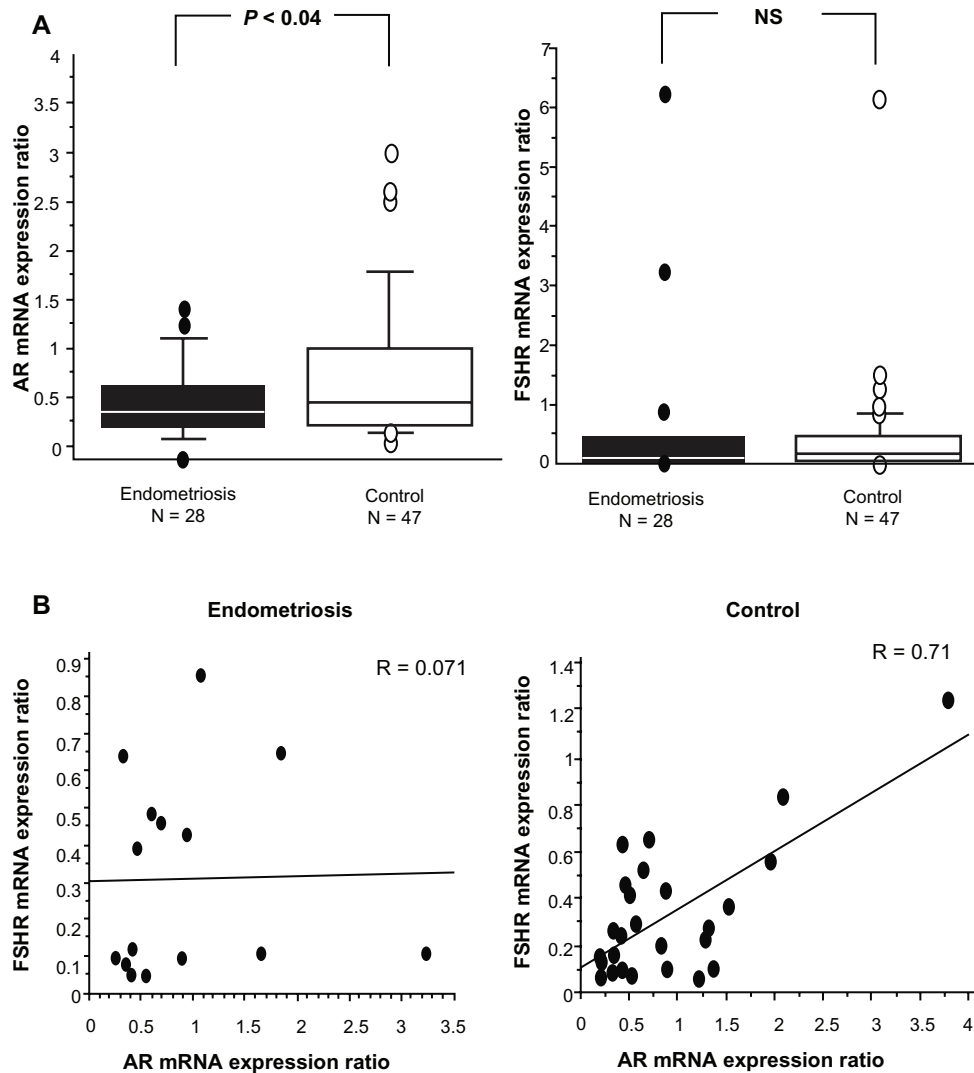 A
P < 0.04
NS
AR mRNA expression ratio
4
3.5
3
2.5
2
1.5
1
0.5
0
Endometriosis
N = 28
Control
N = 47
FSHR mRNA expression ratio
7
6
5
4
3
2
1
0
Endometriosis
N = 28
Control
N = 47
B
Endometriosis
R = 0.071
FSHR mRNA expression ratio
0.9
0.8
0.7
0.6
0.5
0.4
0.3
0.2
0.1
0
0 0.5 1 1.5 2 2.5 3 3.5
AR mRNA expression ratio
Control
R = 0.71
FSHR mRNA expression ratio
1.4
1.2
1
0.8
0.6
0.4
0.2
0
0 0.5 1 1.5 2 2.5 3 3.5 4
AR mRNA expression ratio